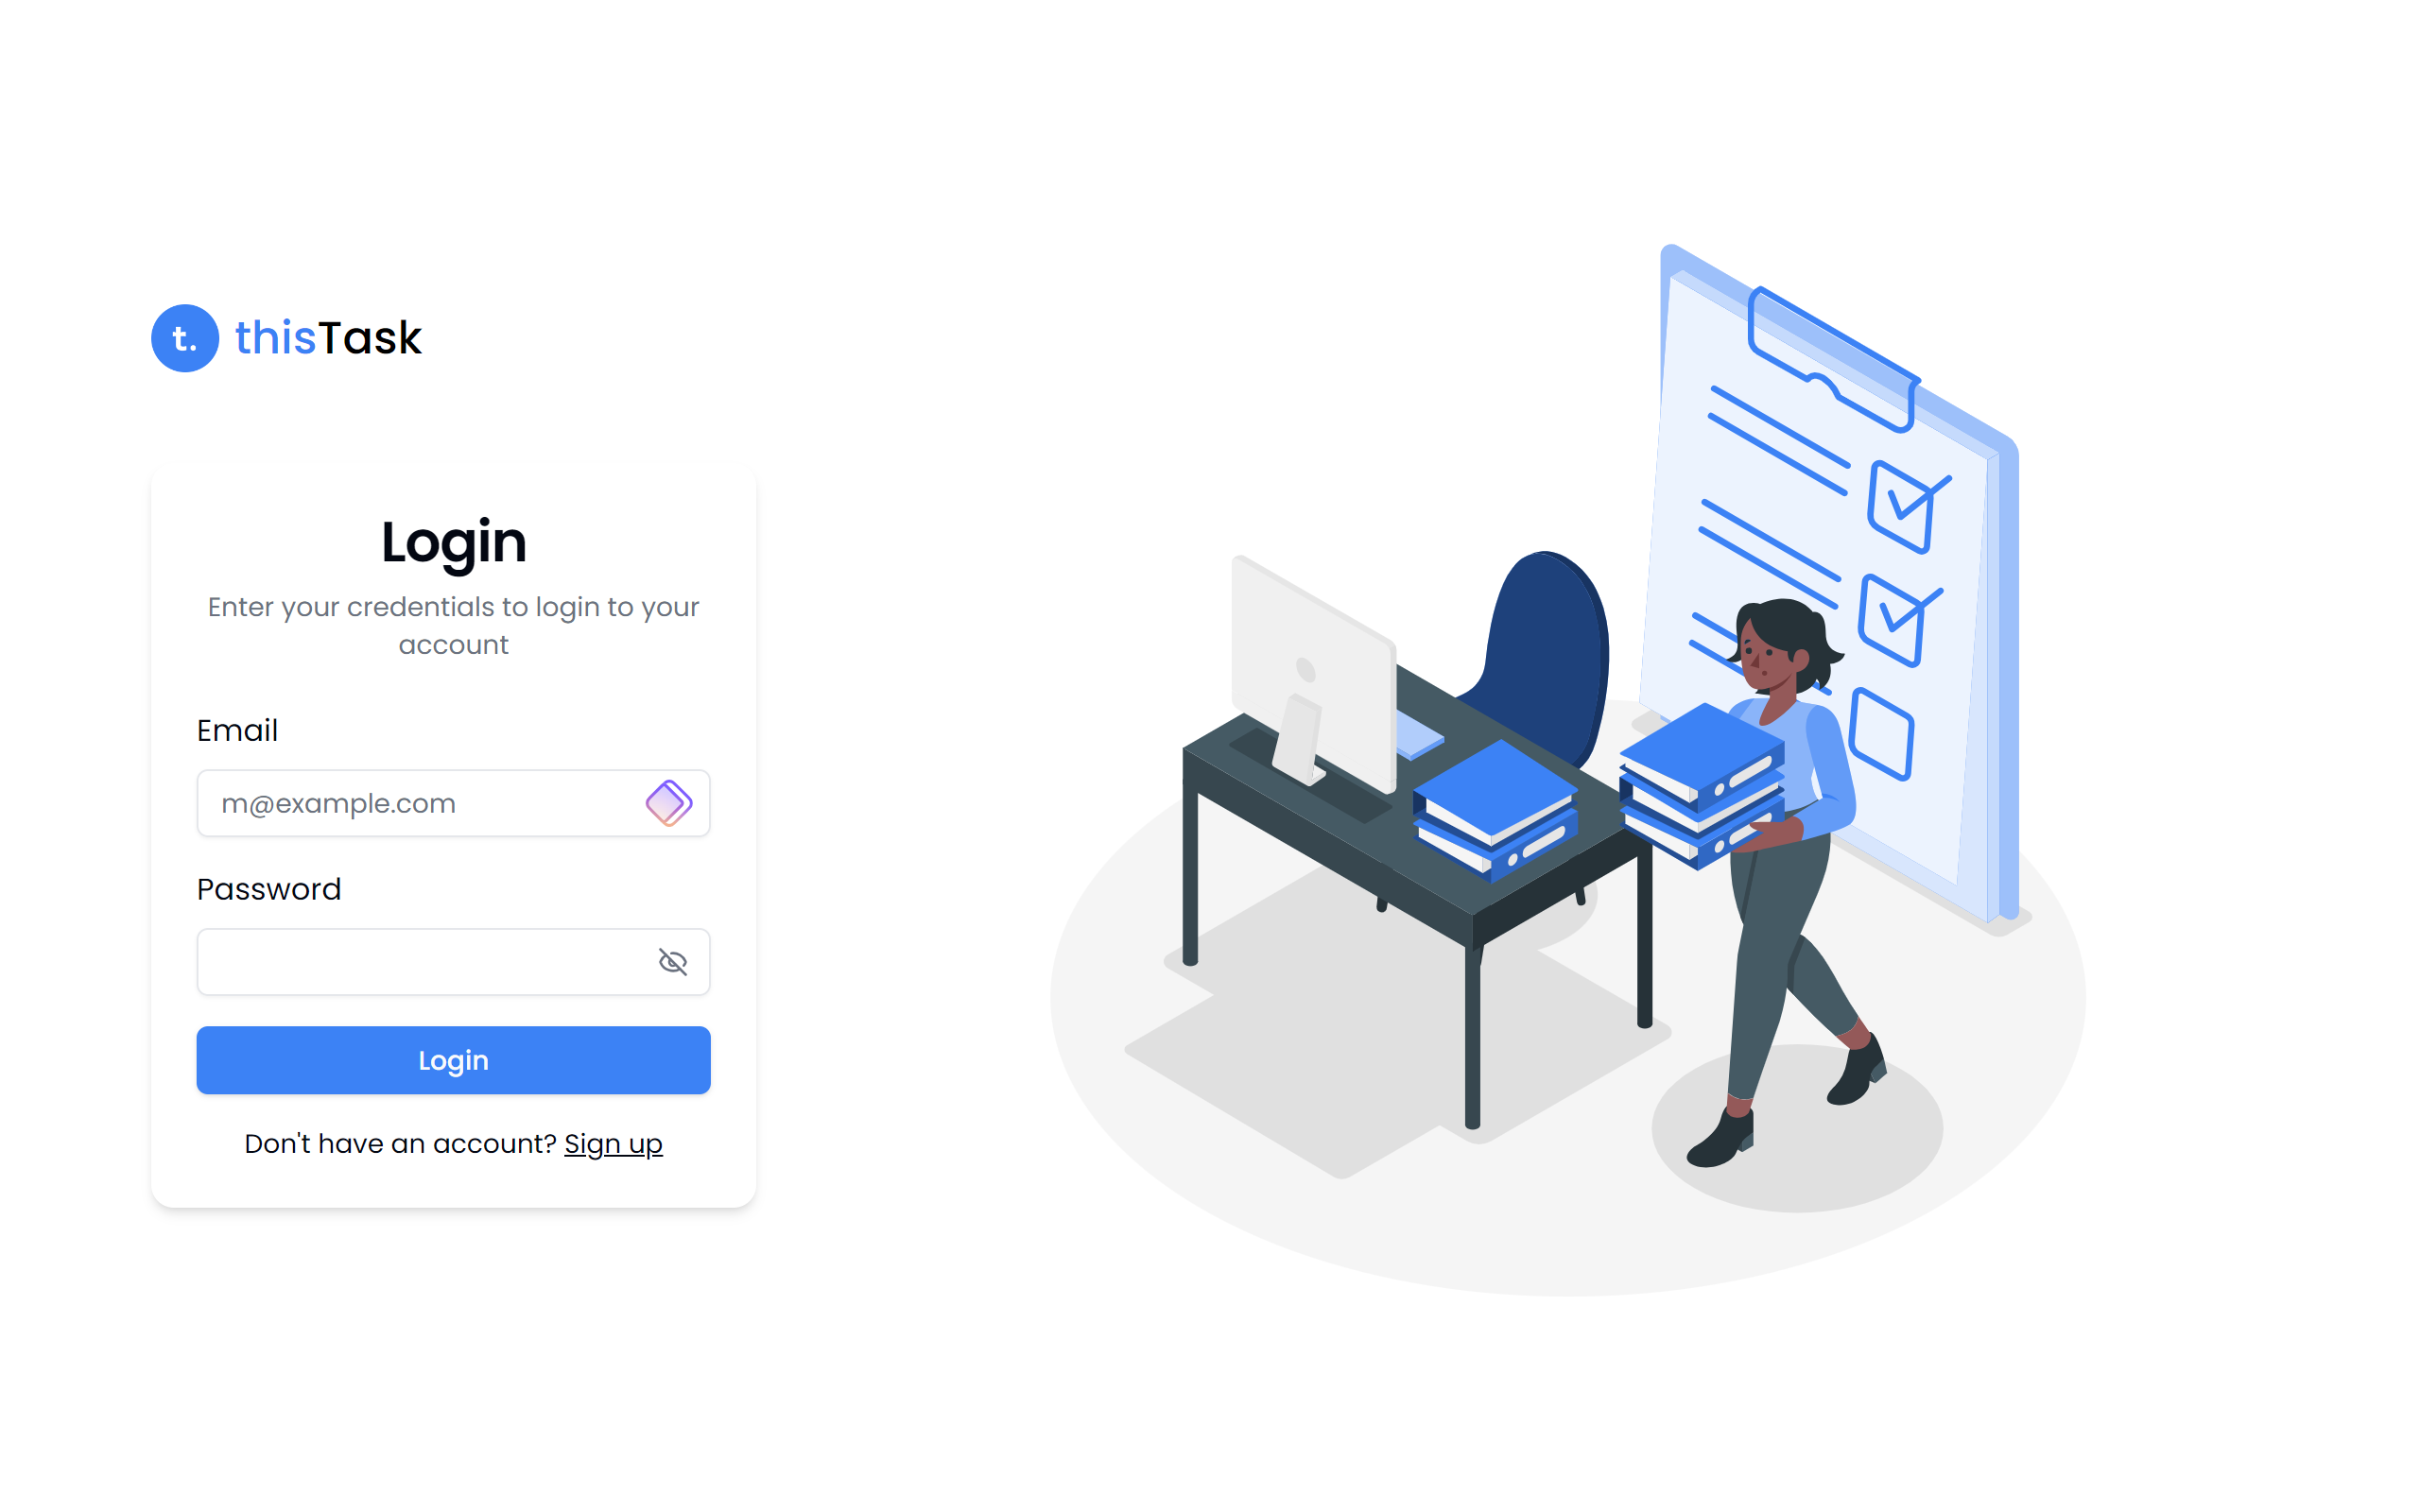 t. thisTask
Login
Enter your credentials to login to your
account
Email
m@example.com
Password
Login
Don't have an account? Sign up